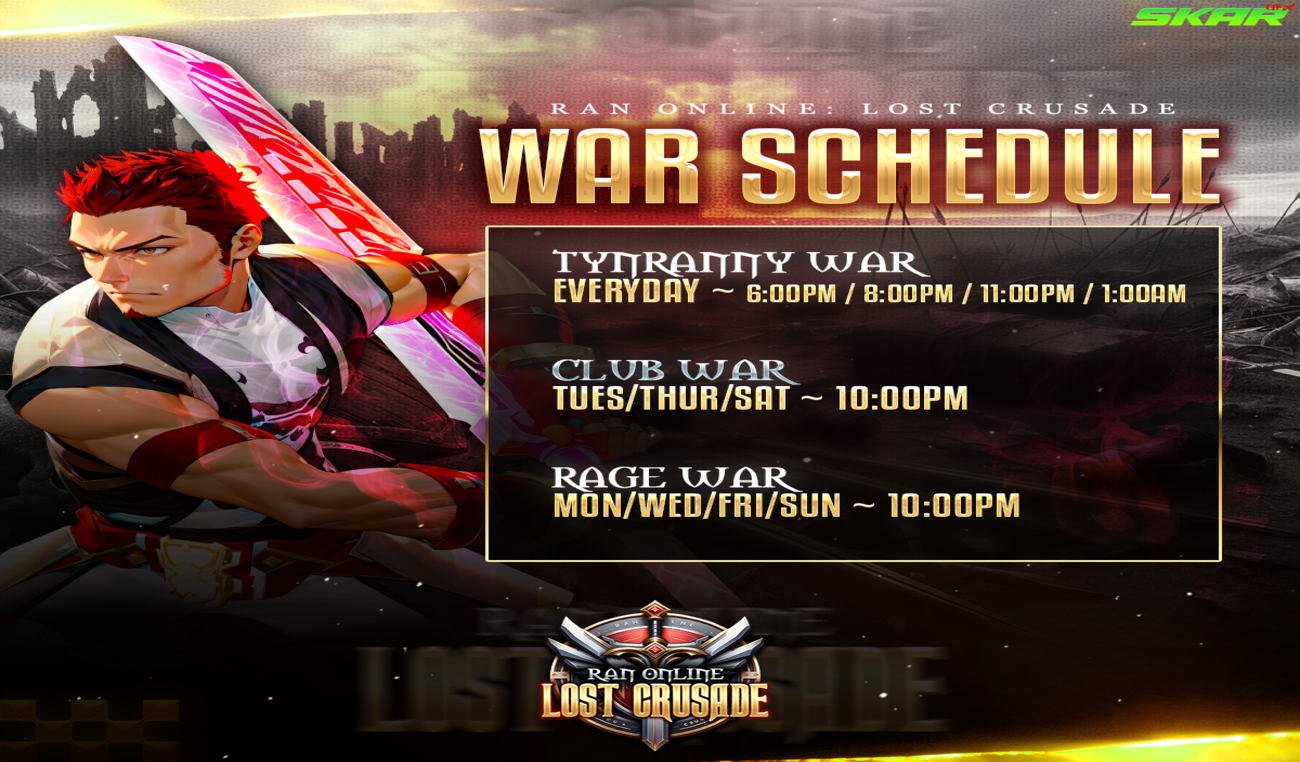 SKAR GFX
RAN ONLINE: LOST CRUSADE
WAR SCHEDULE
TYNRANNY WAR
EVERYDAY ~ 6:00PM / 8:00PM / 11:00PM / 1:00AM
CLUB WAR
TUES/THUR/SAT ~ 10:00PM
RAGE WAR
MON/WED/FRI/SUN ~ 10:00PM
RAN ONLINE
LOST CRUSADE